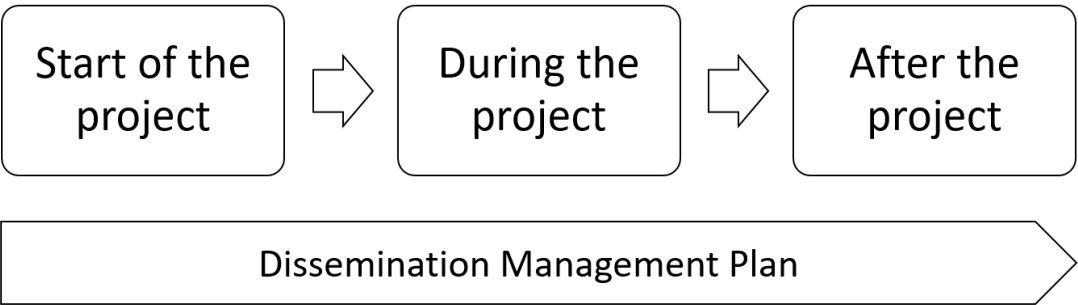 Start of the
project
During the
project
After the
project
Dissemination Management Plan